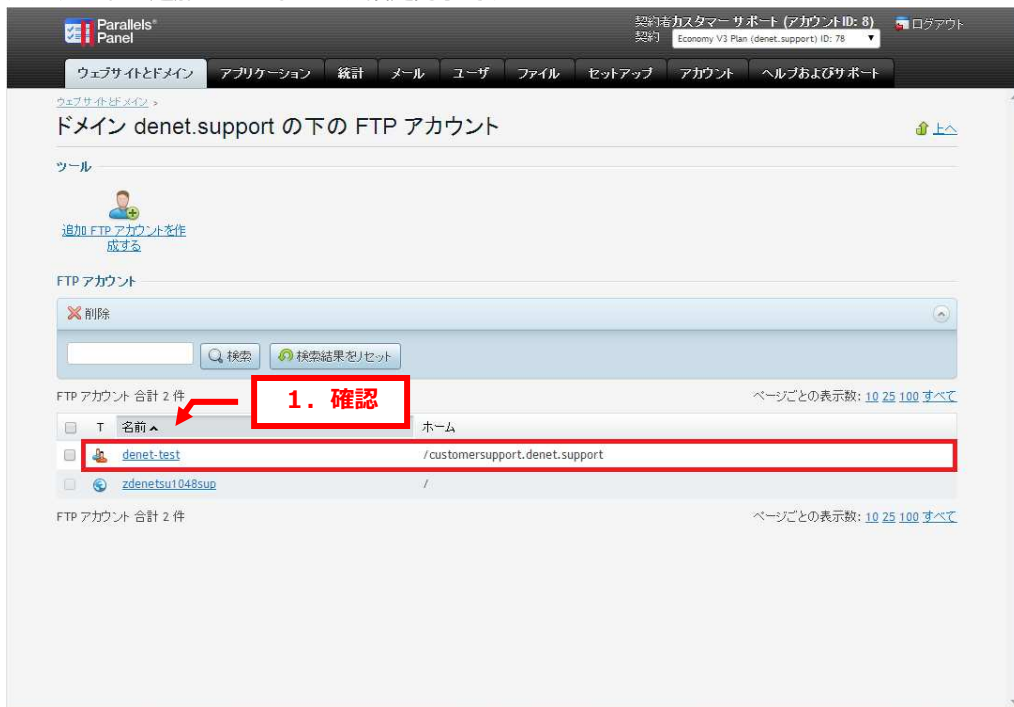 Parallels®
Panel
契約者カスタマー サポート (アカウント ID: 8)
ログアウト
契約 Economy V3 Plan (denet.support) ID: 78
ウェブサイトとドメイン アプリケーション 統計 メール ユーザ ファイル セットアップ アカウント ヘルプおよびサポート
ウェブサイトとドメイン >
ドメイン denet.support の下の FTP アカウント
上へ
ツール
追加 FTP アカウントを作
成する
FTP アカウント
削除
検索 検索結果をリセット
FTP アカウント 合計 2 件
1. 確認
ページごとの表示数: 10 25 100 すべて
T 名前 ホーム
denet-test /customersupport.denet.support
zdenetsu1048sup /
FTP アカウント 合計 2 件 ページごとの表示数: 10 25 100 すべて